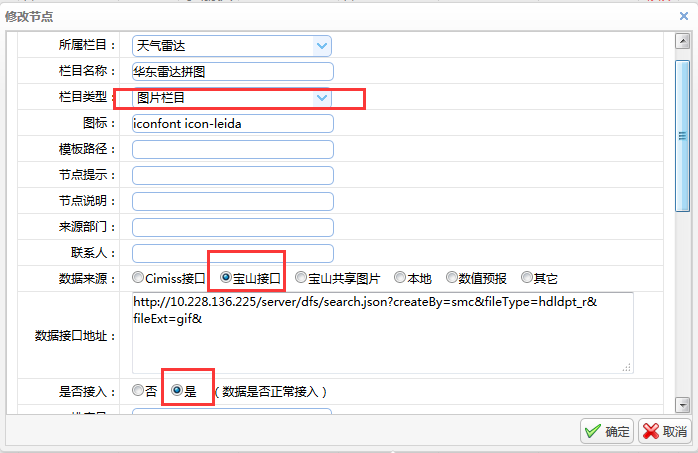 修改节点
所属栏目： 天气雷达
栏目名称： 华东雷达拼图
栏目类型： 图片栏目
图标： iconfont icon-leida
模板路径：
节点提示：
节点说明：
来源部门：
联系人：
数据来源： Cimiss接口 宝山接口 宝山共享图片 本地 数值预报 其它
数据接口地址： http://10.228.136.225/server/dfs/search.json?createBy=smc&fileType=hdldpt_r&
fileExt=gif&
是否接入： 否 是 （数据是否正常接入）
确定 取消